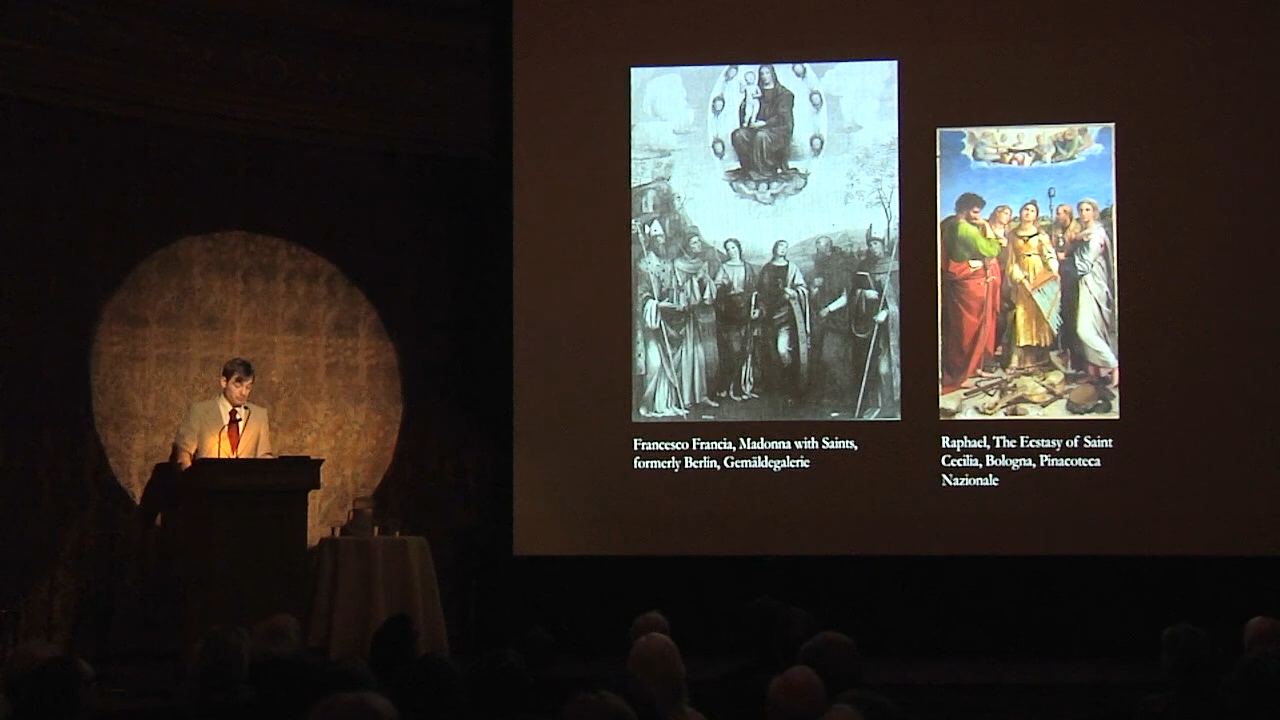 Francesco Francia, Madonna with Saints,
formerly Berlin, Gemäldegalerie
Raphael, The Ecstasy of Saint
Cecilia, Bologna, Pinacoteca
Nazionale